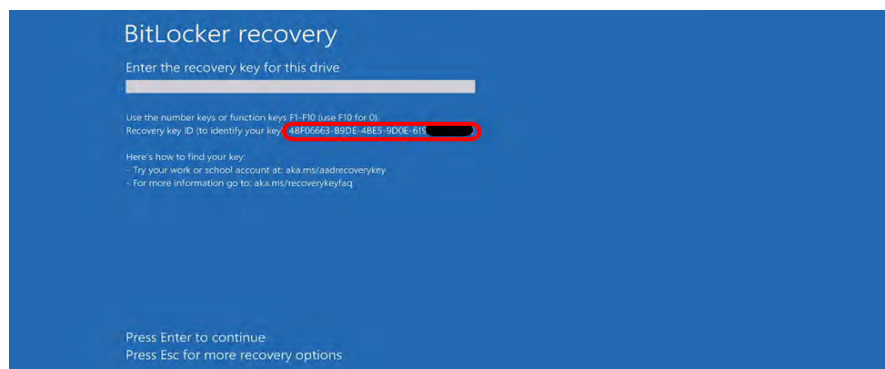 BitLocker recovery
Enter the recovery key for this drive
Use the number keys or function keys F1-F10 (use F10 for 0)
Recovery key ID (to identify your key) 4BF06663-B9DE-4BE5-9D0E-619
Here's how to find your key:
- Try your work or school account at: aka.ms/aadrecoverykey
- For more information go to: aka.ms/recoverykeyfaq
Press Enter to continue
Press Esc for more recovery options